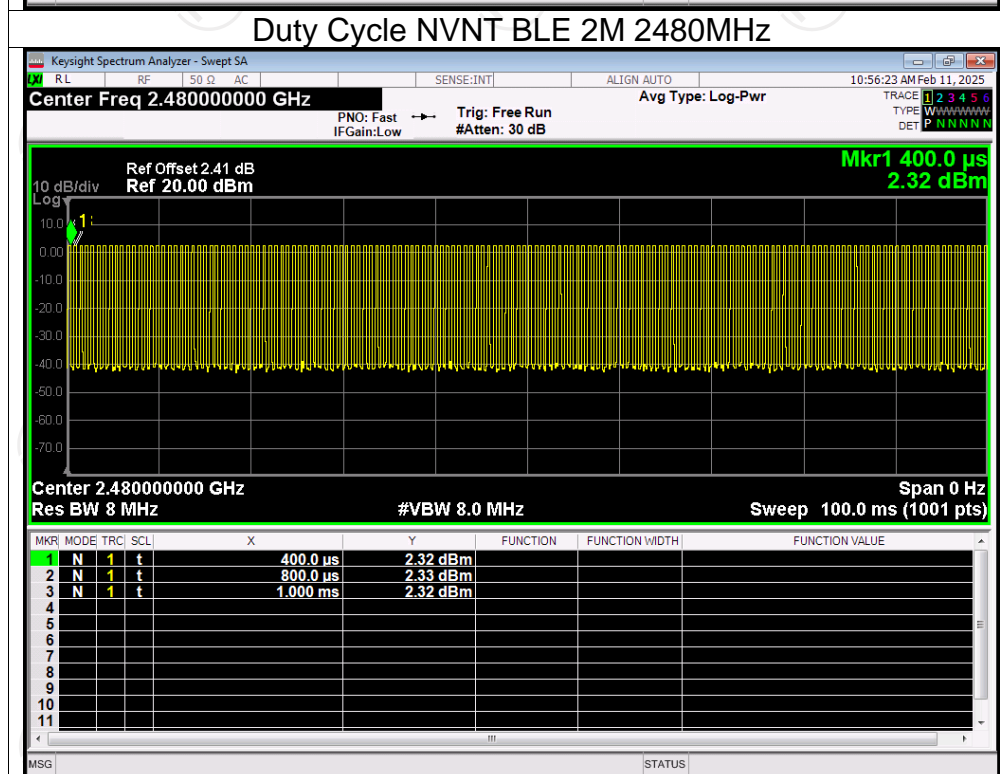 Duty Cycle NVNT BLE 2M 2480MHz
Keysight Spectrum Analyzer - Swept SA
LXI RL RF 50 Ω AC SENSE:INT ALIGN AUTO 10:56:23 AM Feb 11, 2025
Center Freq 2.480000000 GHz Avg Type: Log-Pwr TRACE 1 2 3 4 5 6
PNO: Fast Trig: Free Run TYPE WWWWWW
IFGain:Low #Atten: 30 dB DET P N N N N N
Mkr1 400.0 µs
Ref Offset 2.41 dB
10 dB/div Ref 20.00 dBm 2.32 dBm
Log
10.0 1
0.00
-10.0
-20.0
-30.0
-40.0
-50.0
-60.0
-70.0
Center 2.480000000 GHz Span 0 Hz
Res BW 8 MHz #VBW 8.0 MHz Sweep 100.0 ms (1001 pts)
MKR MODE TRC SCL X Y FUNCTION FUNCTION WIDTH FUNCTION VALUE
1 N 1 t 400.0 µs 2.32 dBm
2 N 1 t 800.0 µs 2.33 dBm
3 N 1 t 1.000 ms 2.32 dBm
4
5
6
7
8
9
10
11
MSG STATUS